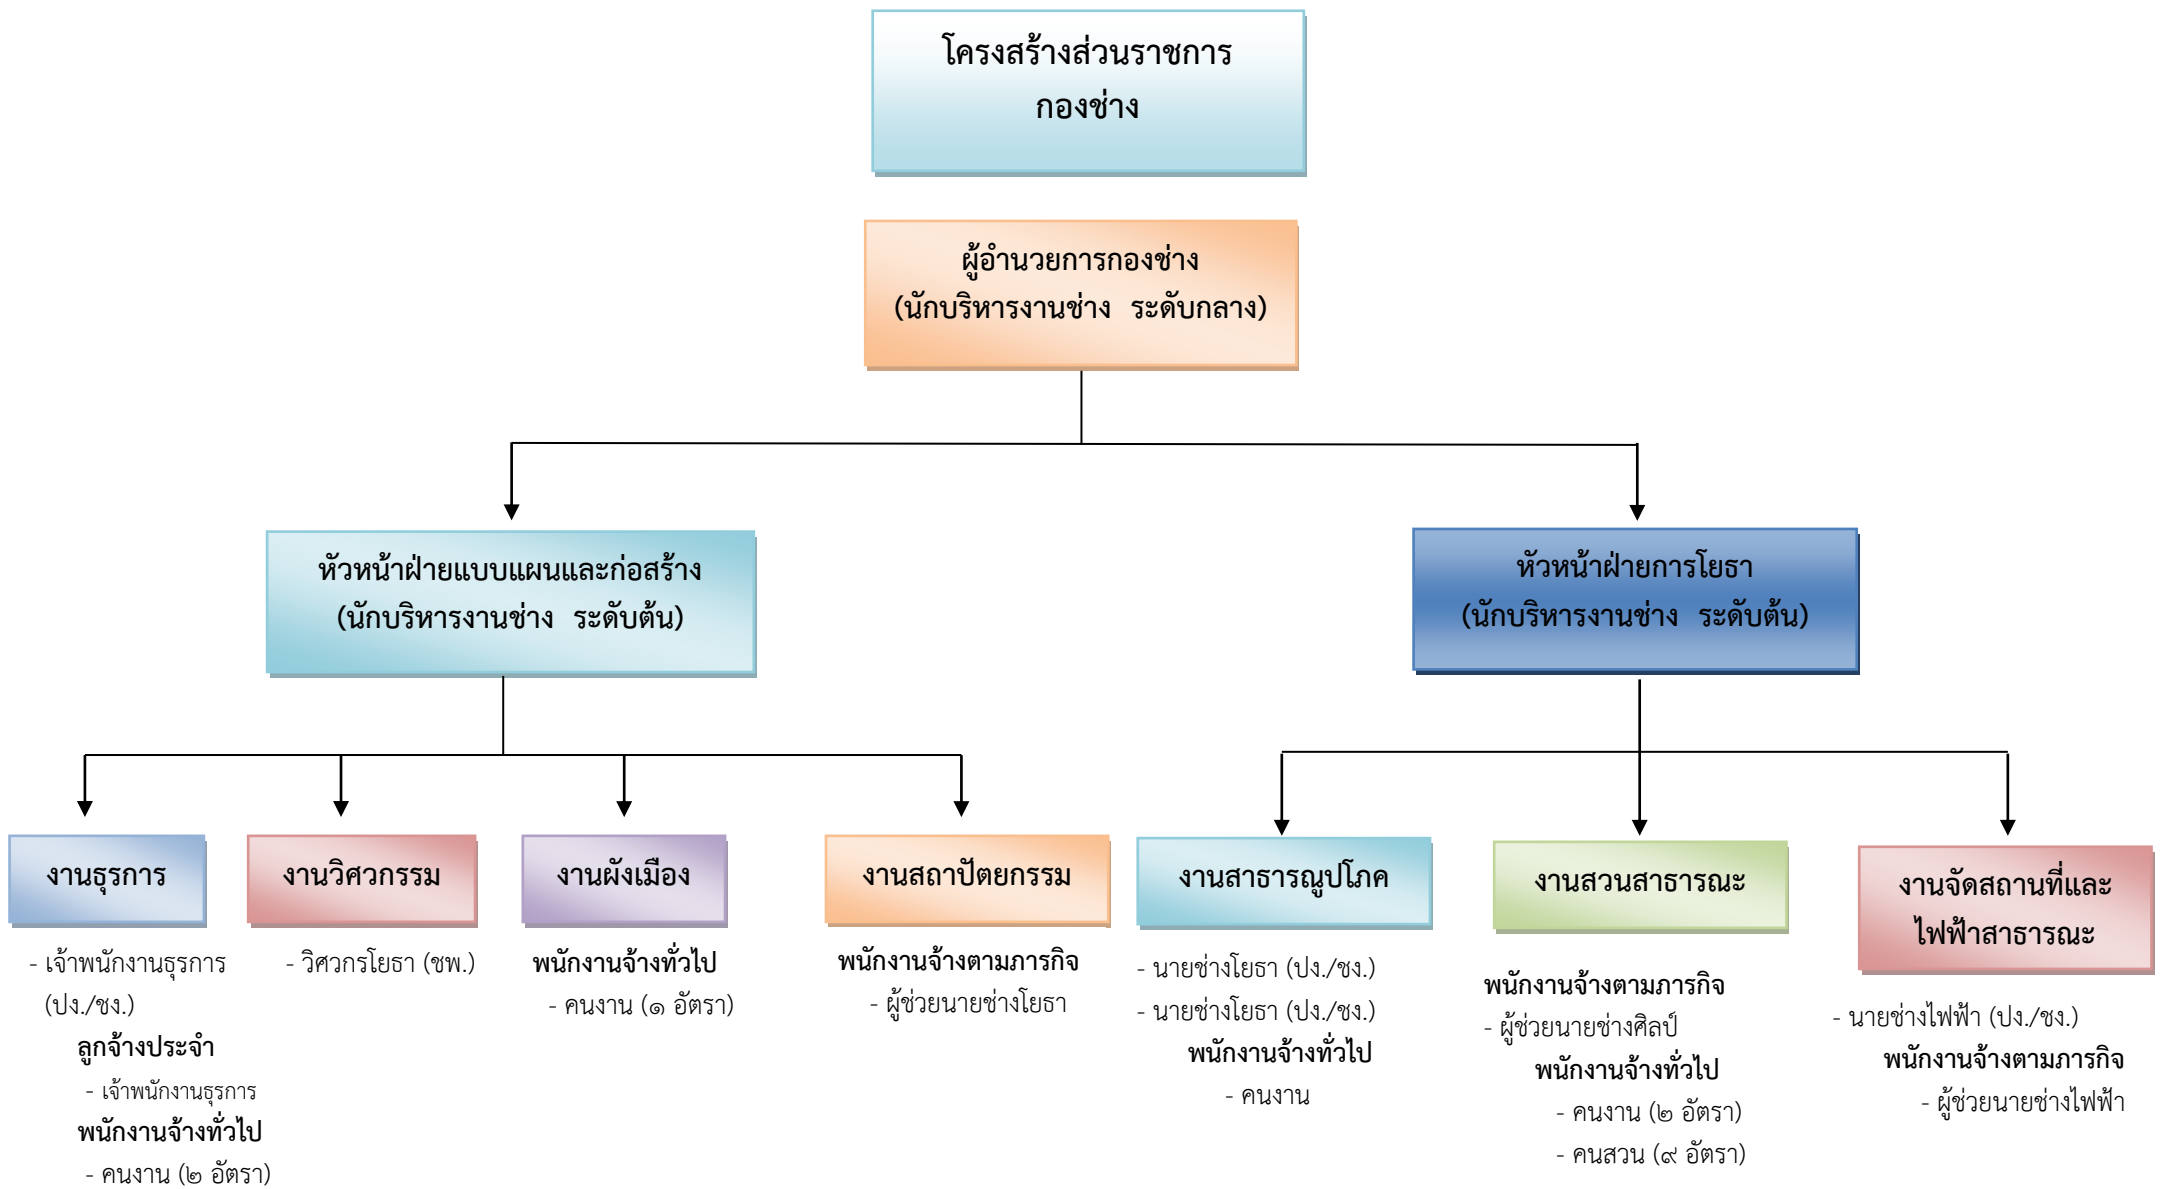 โครงสร้างส่วนราชการ
กองช่าง
ผู้อำนวยการกองช่าง
(นักบริหารงานช่าง ระดับกลาง)
หัวหน้าฝ่ายแบบแผนและก่อสร้าง
(นักบริหารงานช่าง ระดับต้น)
หัวหน้าฝ่ายการโยธา
(นักบริหารงานช่าง ระดับต้น)
งานธุรการ
- เจ้าพนักงานธุรการ
(ปง./ชง.)
ลูกจ้างประจำ
- เจ้าพนักงานธุรการ
พนักงานจ้างทั่วไป
- คนงาน (๒ อัตรา)
งานวิศวกรรม
- วิศวกรโยธา (ชพ.)
งานผังเมือง
พนักงานจ้างทั่วไป
- คนงาน (๑ อัตรา)
งานสถาปัตยกรรม
พนักงานจ้างตามภารกิจ
- ผู้ช่วยนายช่างโยธา
งานสาธารณูปโภค
- นายช่างโยธา (ปง./ชง.)
- นายช่างโยธา (ปง./ชง.)
พนักงานจ้างทั่วไป
- คนงาน
งานสวนสาธารณะ
พนักงานจ้างตามภารกิจ
- ผู้ช่วยนายช่างศิลป์
พนักงานจ้างทั่วไป
- คนงาน (๒ อัตรา)
- คนสวน (๙ อัตรา)
งานจัดสถานที่และ
ไฟฟ้าสาธารณะ
- นายช่างไฟฟ้า (ปง./ชง.)
พนักงานจ้างตามภารกิจ
- ผู้ช่วยนายช่างไฟฟ้า